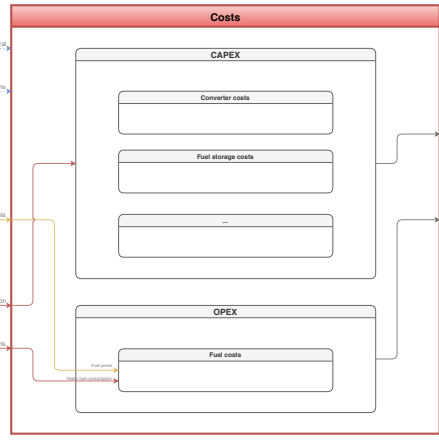 Costs
CAPEX
Converter costs
Fuel storage costs
...
OPEX
Fuel costs
Fuel prices
Yearly fuel consumption